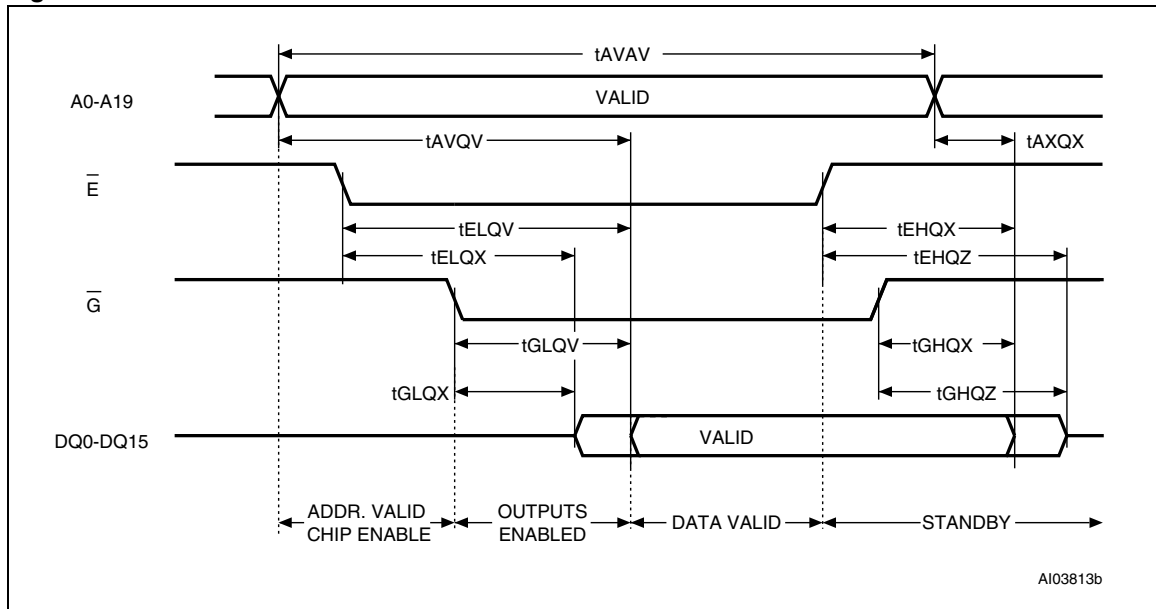 tAVAV
A0-A19 VALID
tAVQV tAXQX
E
tELQV tEHQX
tELQX tEHQZ
G
tGLQV tGHQX
tGLQX tGHQZ
DQ0-DQ15 VALID
ADDR. VALID OUTPUTS DATA VALID STANDBY
CHIP ENABLE ENABLED
AI03813b